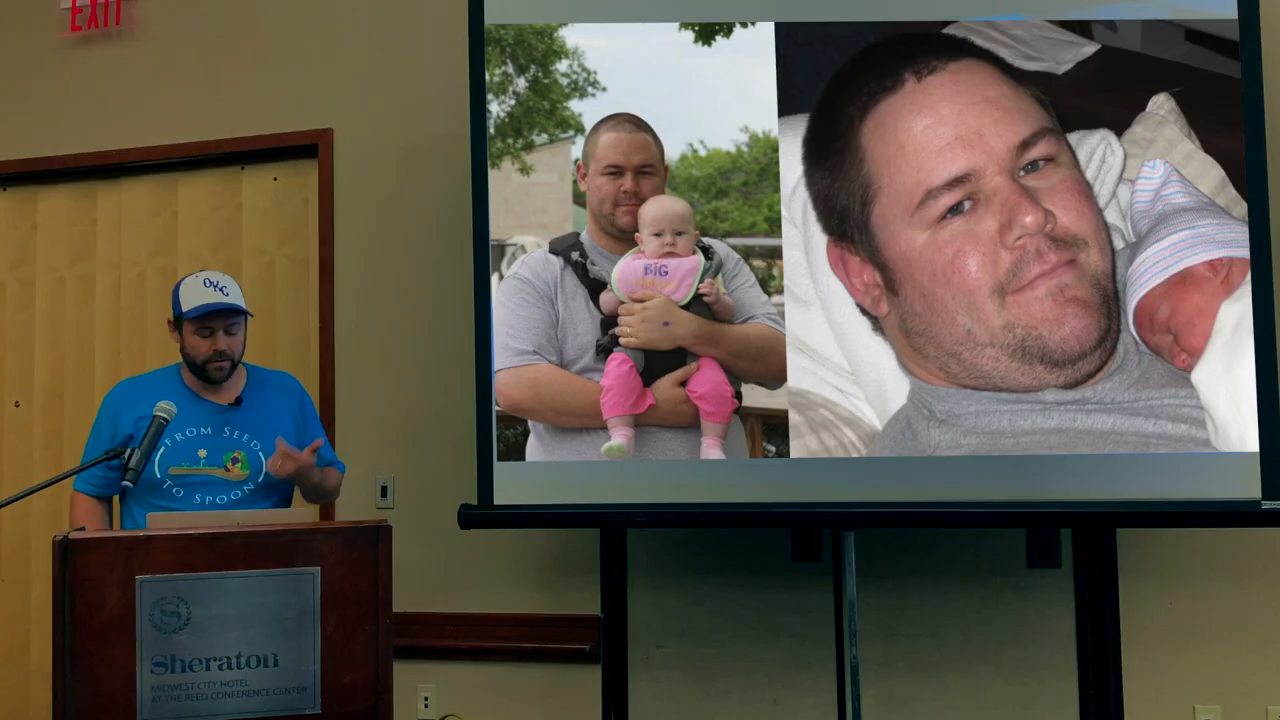 EXIT
OKC
FROM SEED
TO SPOON
BIG
Sheraton
MIDWEST CITY HOTEL
AT THE REED CONFERENCE CENTER